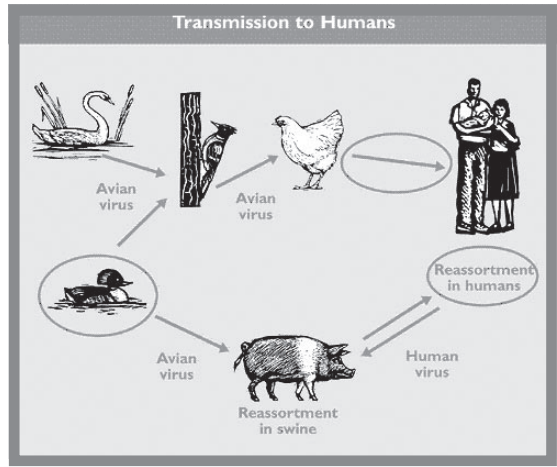 Transmission to Humans
Avian
virus
Avian
virus
Reassortment
in humans
Avian
virus
Human
virus
Reassortment
in swine